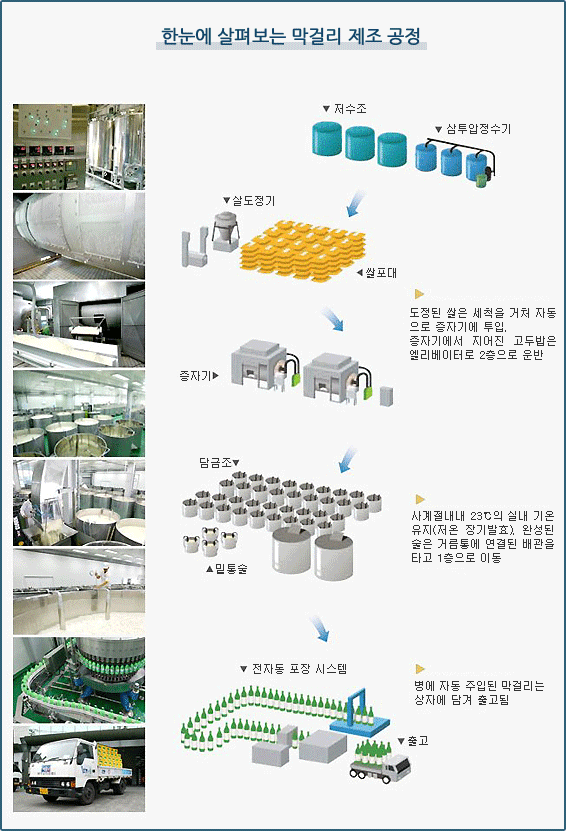 한눈에 살펴보는 막걸리 제조 공정
▼저수조
▼삼투압정수기
▼살도정기
◀쌀포대
도정된 쌀은 세척을 거처 자동
으로 증자기에 투입.
증자기에서 지어진 고두밥은
엘리베이터로 2층으로 운반
증자기▶
담금조▼
사계절내내 23℃의 실내 기온
유지(저온 장기발효), 완성된
술은 거름통에 연결된 배관을
타고 1층으로 이동
▲밑통술
▼전자동 포장 시스템
병에 자동 주입된 막걸리는
상자에 담겨 출고됨
▼출고